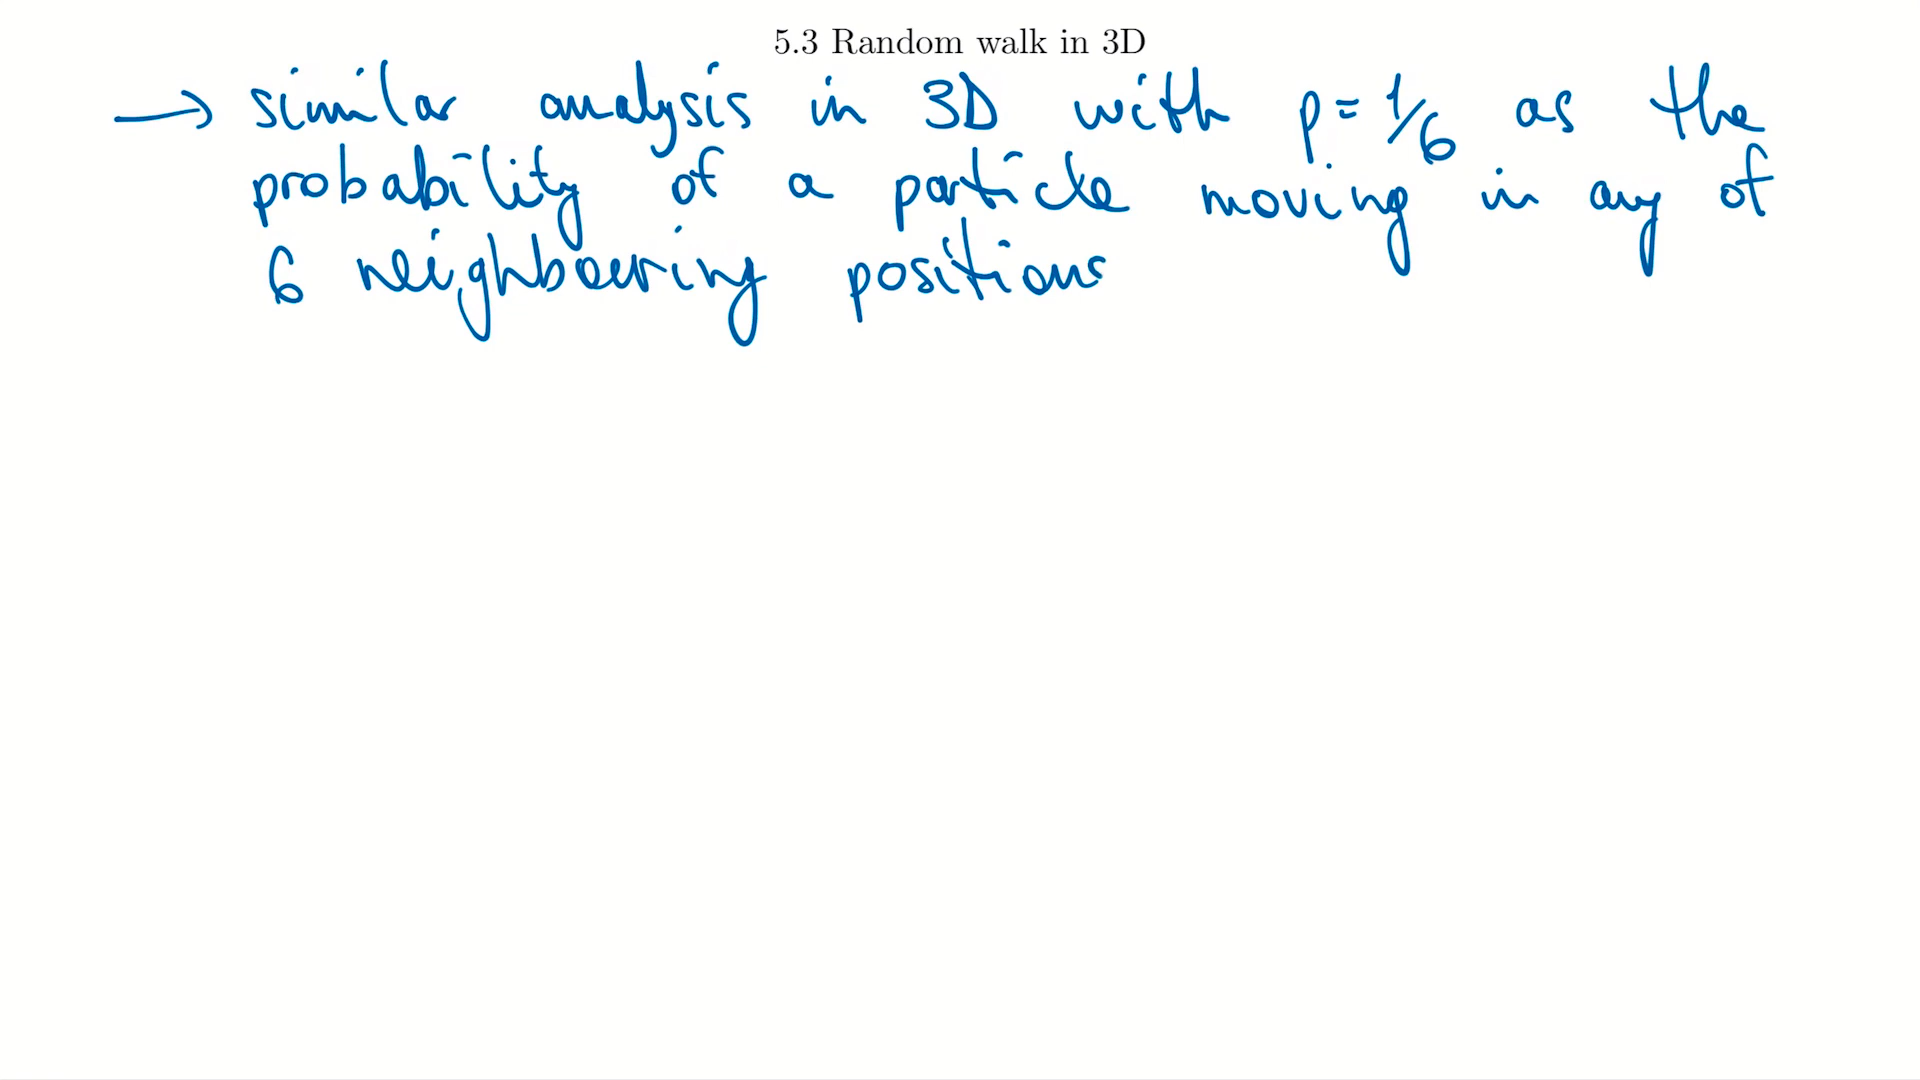 5.3 Random walk in 3D
→ similar analysis in 3D with p = 1/6 as the
probability of a particle moving in any of
6 neighbouring positions